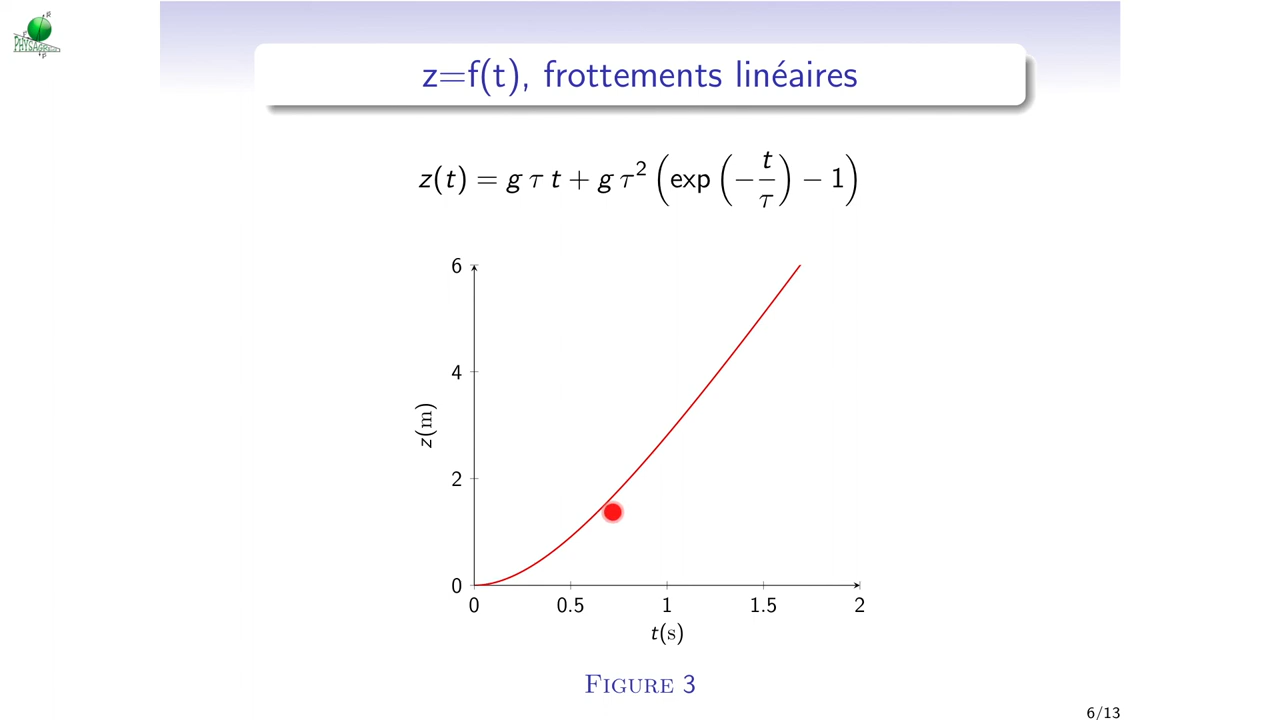 PHYSAGREG
z=f(t), frottements linéaires
z(t) = g τ t + g τ² (exp (−t/τ) − 1)
6
4
2
0
z(m)
0 0.5 1 1.5 2
t(s)
FIGURE 3
6/13